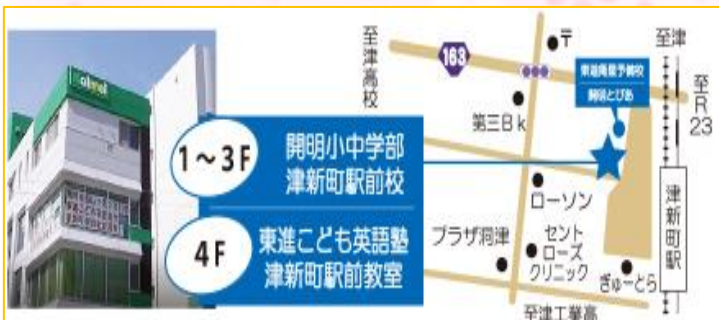 1～3F
開明小中学部
津新町駅前校
4F
東進こども英語塾
津新町駅前教室
至津高校
163
〒
第三Bk
至津
東進衛星予備校
開明とぴあ
至R23
ローソン
プラザ洞津
セント
ローズ
クリニック
ぎゅーとら
津新町駅
至津工業高